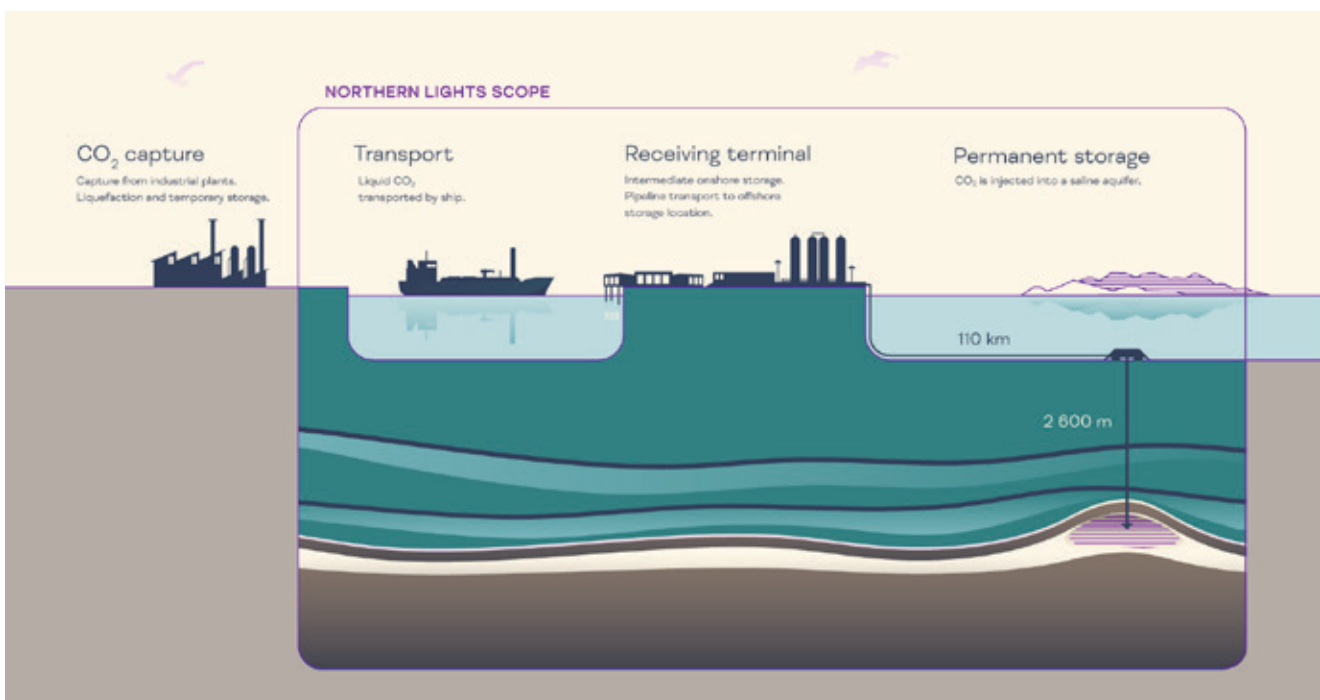 NORTHERN LIGHTS SCOPE
CO₂ capture
Capture from industrial plants.
Liquefaction and temporary storage.
Transport
Liquid CO₂
transported by ship.
Receiving terminal
Intermediate onshore storage.
Pipeline transport to offshore
storage location.
Permanent storage
CO₂ is injected into a saline aquifer.
110 km
2 600 m